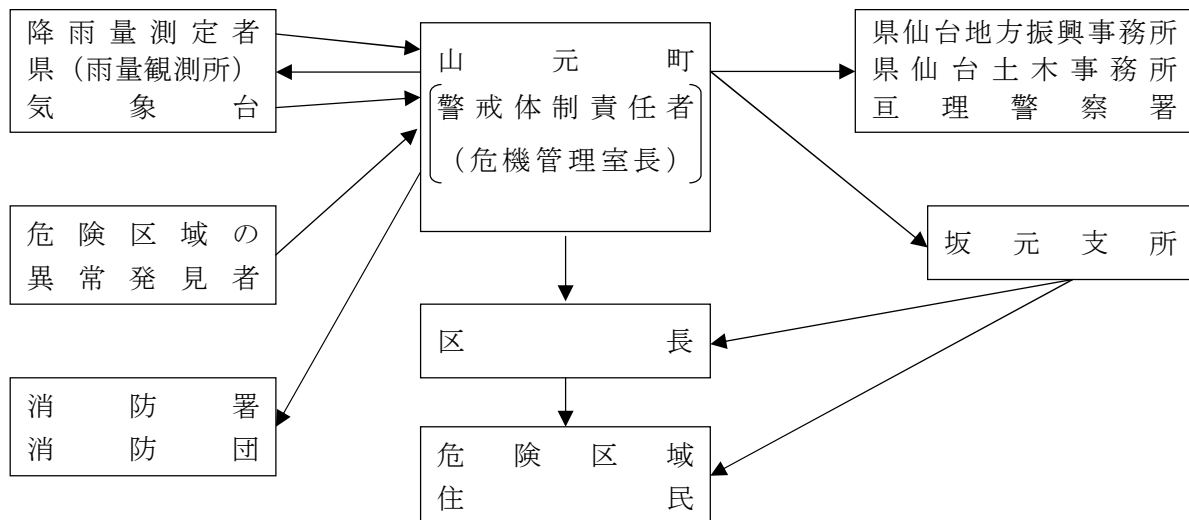 降雨量測定者
県（雨量観測所）
気象台
山元町
警戒体制責任者
（危機管理室長）
県仙台地方振興事務所
県仙台土木事務所
亘理警察署
危険区域の
異常発見者
坂元支所
区長
消防署
消防団
危険区域
住民